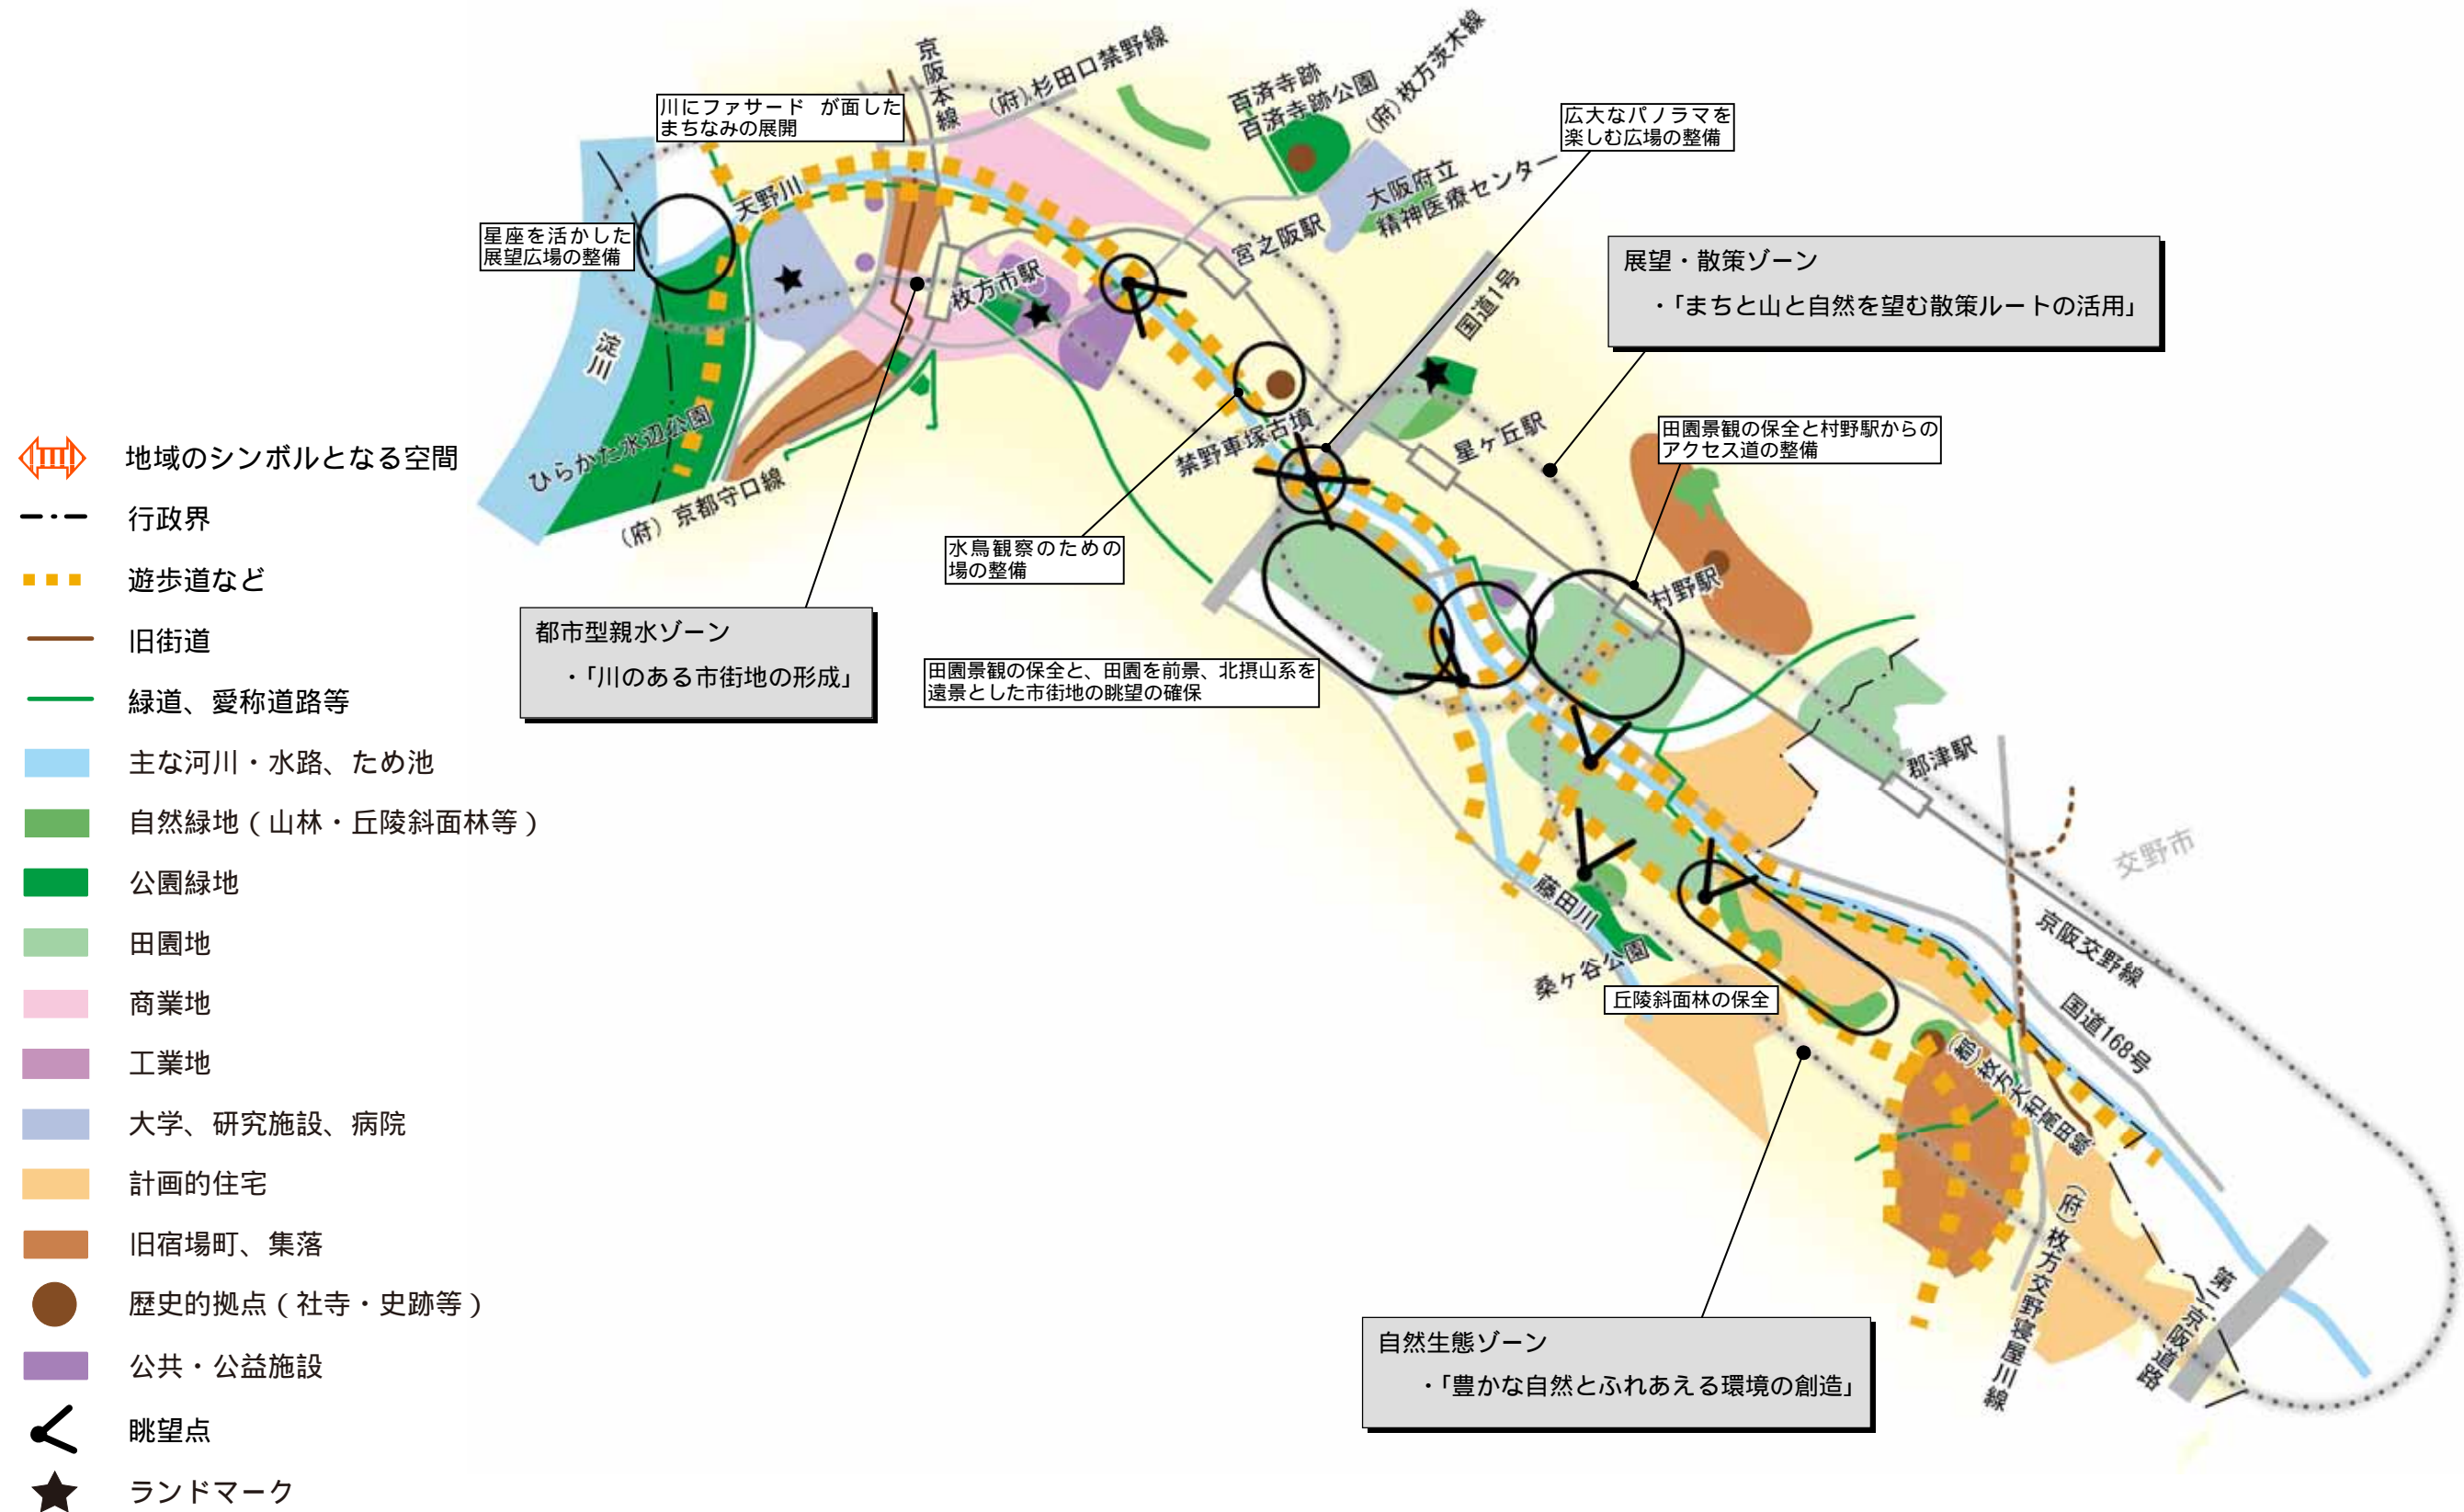 京阪本線
(府)杉田口禁野線
百済寺跡
百済寺跡公園
(府)枚方茨木線
川にファサード が面した
まちなみの展開
広大なパノラマを
楽しむ広場の整備
大阪府立
精神医療センター
天野川
星座を活かした
展望広場の整備
宮之阪駅
枚方市駅
国道1号
展望・散策ゾーン
・「まちと山と自然を望む散策ルートの活用」
淀川
ひらかた水辺公園
(府)京都守口線
禁野車塚古墳
星ヶ丘駅
田園景観の保全と村野駅からの
アクセス道の整備
水鳥観察のための
場の整備
村野駅
都市型親水ゾーン
・「川のある市街地の形成」
田園景観の保全と、田園を前景、北摂山系を
遠景とした市街地の眺望の確保
郡津駅
交野市
藤田川
桑ヶ谷公園
京阪交野線
丘陵斜面林の保全
国道168号
(都)枚方大和高田線
(府)枚方交野寝屋川線
第二京阪道路
自然生態ゾーン
・「豊かな自然とふれあえる環境の創造」
地域のシンボルとなる空間
行政界
遊歩道など
旧街道
緑道、愛称道路等
主な河川・水路、ため池
自然緑地(山林・丘陵斜面林等)
公園緑地
田園地
商業地
工業地
大学、研究施設、病院
計画的住宅
旧宿場町、集落
歴史的拠点(社寺・史跡等)
公共・公益施設
眺望点
ランドマーク